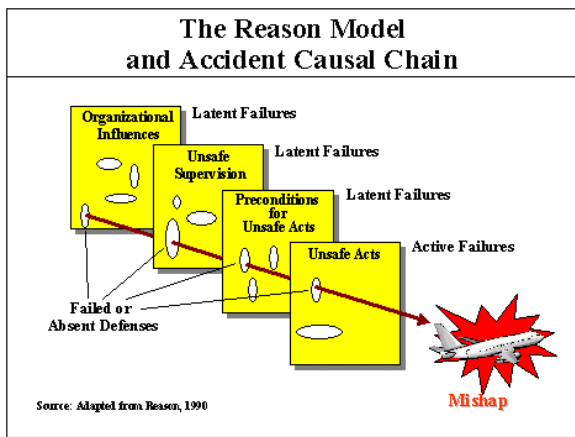 The Reason Model
and Accident Causal Chain
Organizational
Influences
Latent Failures
Unsafe
Supervision
Latent Failures
Preconditions
for
Unsafe Acts
Latent Failures
Unsafe Acts
Active Failures
Failed or
Absent Defenses
Mishap
Source: Adapted from Reason, 1990